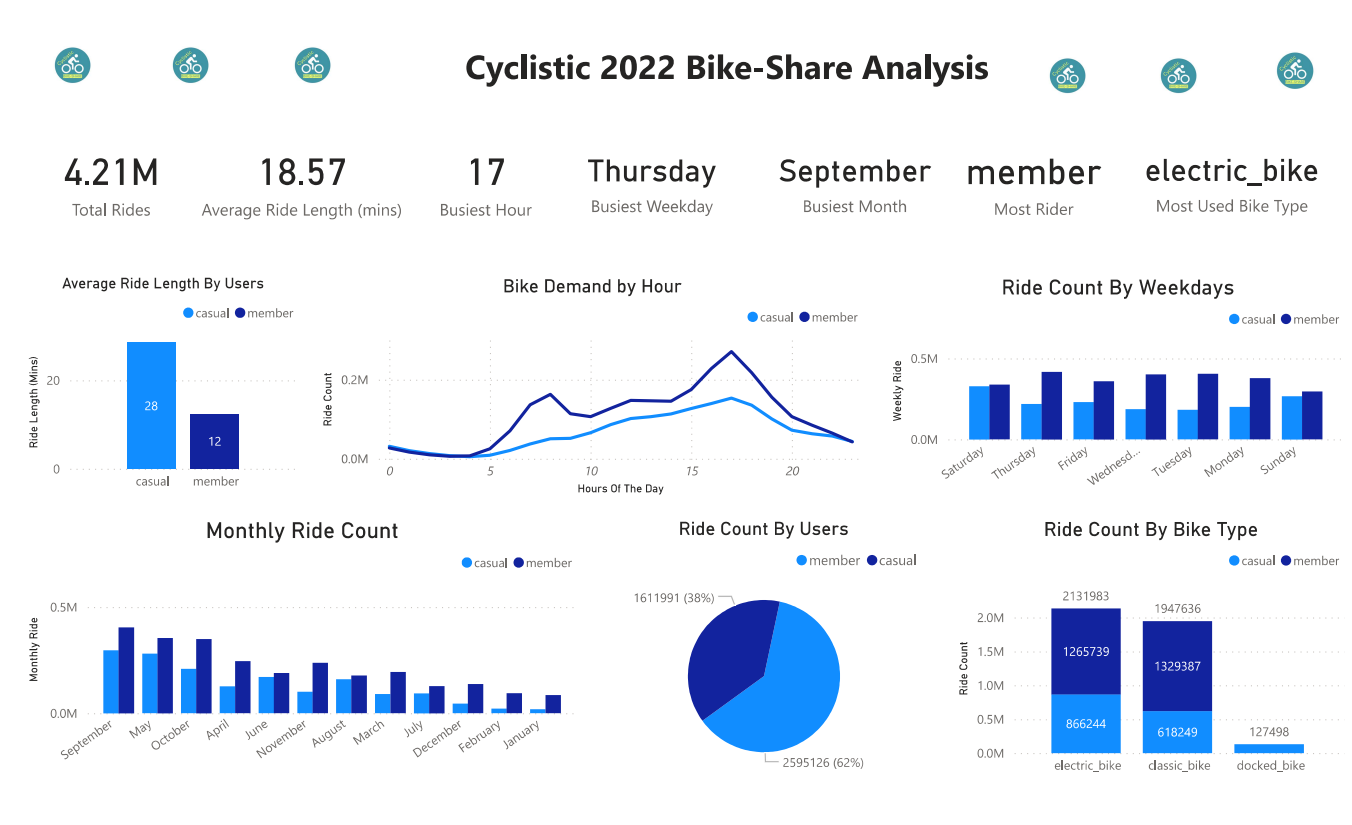 Cyclistic 2022 Bike-Share Analysis
4.21M
Total Rides
18.57
Average Ride Length (mins)
17
Busiest Hour
Thursday
Busiest Weekday
September
Busiest Month
member
Most Rider
electric_bike
Most Used Bike Type
Average Ride Length By Users
casual member
Ride Length (Mins)
20
0
28
12
casual member
Bike Demand by Hour
casual member
Ride Count
0.2M
0.0M
0 5 10 15 20
Hours Of The Day
Ride Count By Weekdays
casual member
Weekly Ride
0.5M
0.0M
Saturday Thursday Friday Wednesd... Tuesday Monday Sunday
Monthly Ride Count
casual member
Monthly Ride
0.5M
0.0M
September May October April June November August March July December February January
Ride Count By Users
member casual
1611991 (38%)
2595126 (62%)
Ride Count By Bike Type
casual member
Ride Count
2.0M
1.5M
1.0M
0.5M
0.0M
2131983
1265739
866244
1947636
1329387
618249
127498
electric_bike classic_bike docked_bike